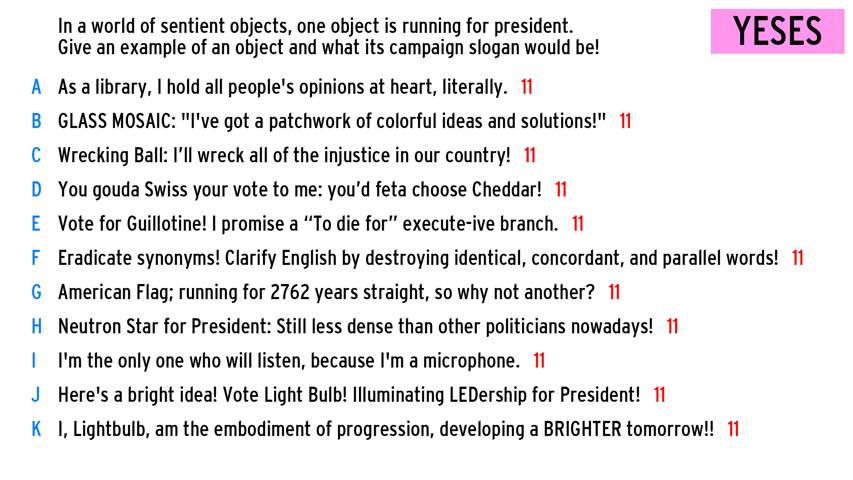 In a world of sentient objects, one object is running for president.
Give an example of an object and what its campaign slogan would be!
YESES
A As a library, I hold all people's opinions at heart, literally. 11
B GLASS MOSAIC: "I've got a patchwork of colorful ideas and solutions!" 11
C Wrecking Ball: I’ll wreck all of the injustice in our country! 11
D You gouda Swiss your vote to me: you’d feta choose Cheddar! 11
E Vote for Guillotine! I promise a “To die for” execute-ive branch. 11
F Eradicate synonyms! Clarify English by destroying identical, concordant, and parallel words! 11
G American Flag; running for 2762 years straight, so why not another? 11
H Neutron Star for President: Still less dense than other politicians nowadays! 11
I I'm the only one who will listen, because I'm a microphone. 11
J Here's a bright idea! Vote Light Bulb! Illuminating LEDership for President! 11
K I, Lightbulb, am the embodiment of progression, developing a BRIGHTER tomorrow!! 11